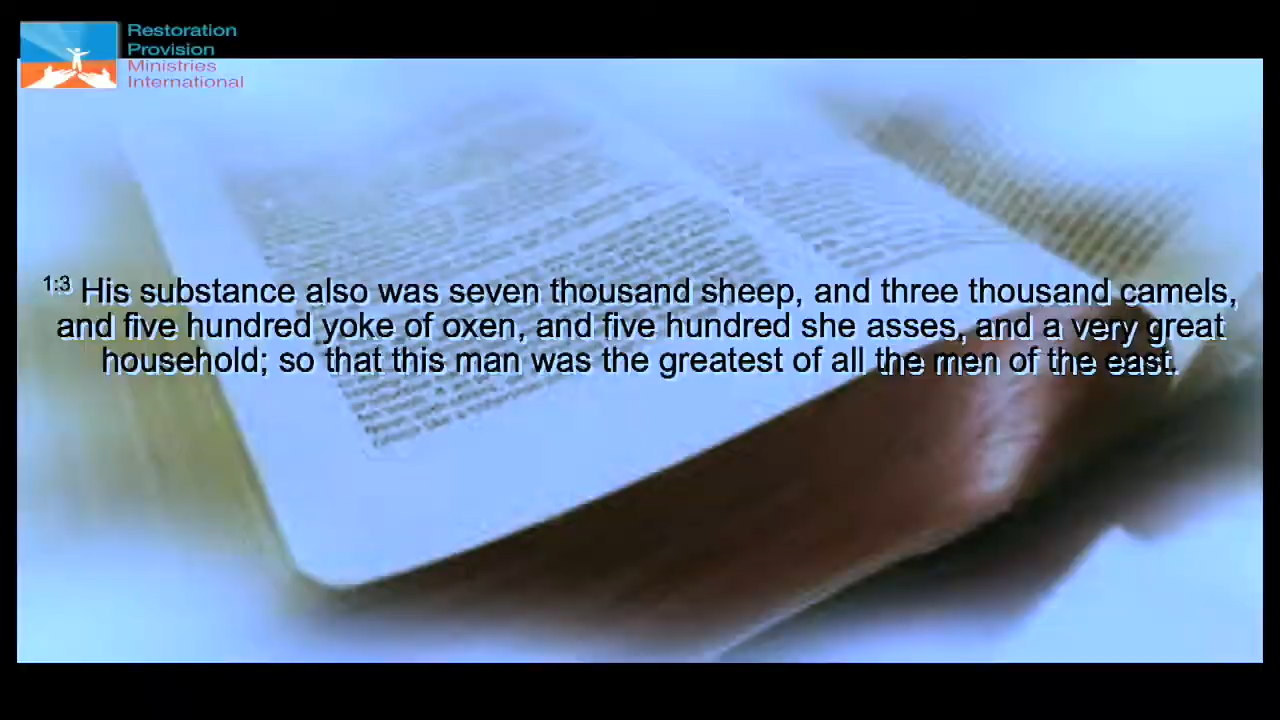 Restoration
Provision
Ministries
International
1:3 His substance also was seven thousand sheep, and three thousand camels,
and five hundred yoke of oxen, and five hundred she asses, and a very great
household; so that this man was the greatest of all the men of the east.